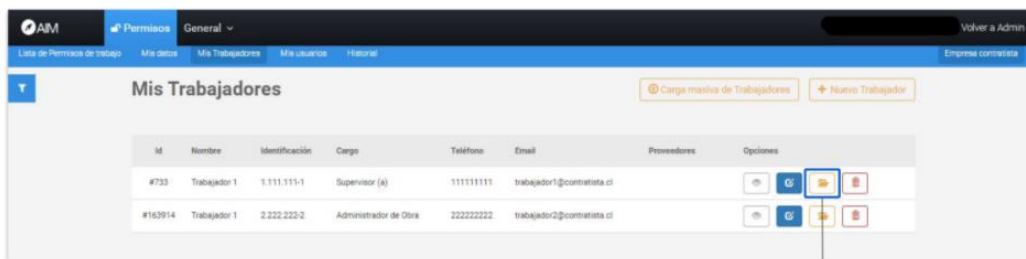 AIM Permisos General Volver a Admin
Lista de Permisos de trabajo Mis datos Mis Trabajadores Mis usuarios Historial Empresa contratista
Mis Trabajadores Carga masiva de Trabajadores + Nuevo Trabajador
Id Nombre Identificación Cargo Teléfono Email Proveedores Opciones
#733 Trabajador 1 1.111.111-1 Supervisor (a) 111111111 trabajador1@contratista.cl
#163914 Trabajador 1 2.222.222-2 Administrador de Obra 222222222 trabajador2@contratista.cl